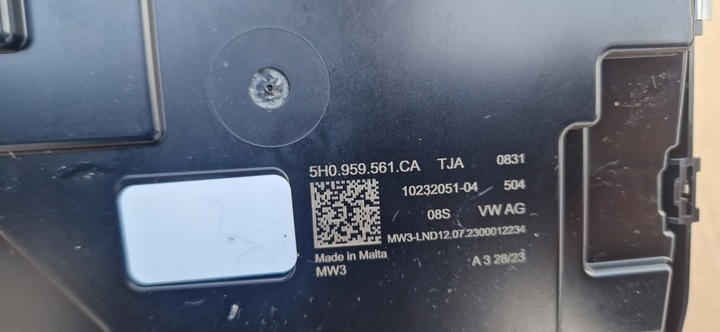 5H0.959.561.CA TJA 0831
10232051-04 504
08S VW AG
MW3-LND12.07.2300012234
Made in Malta
MW3 A 3 28/23